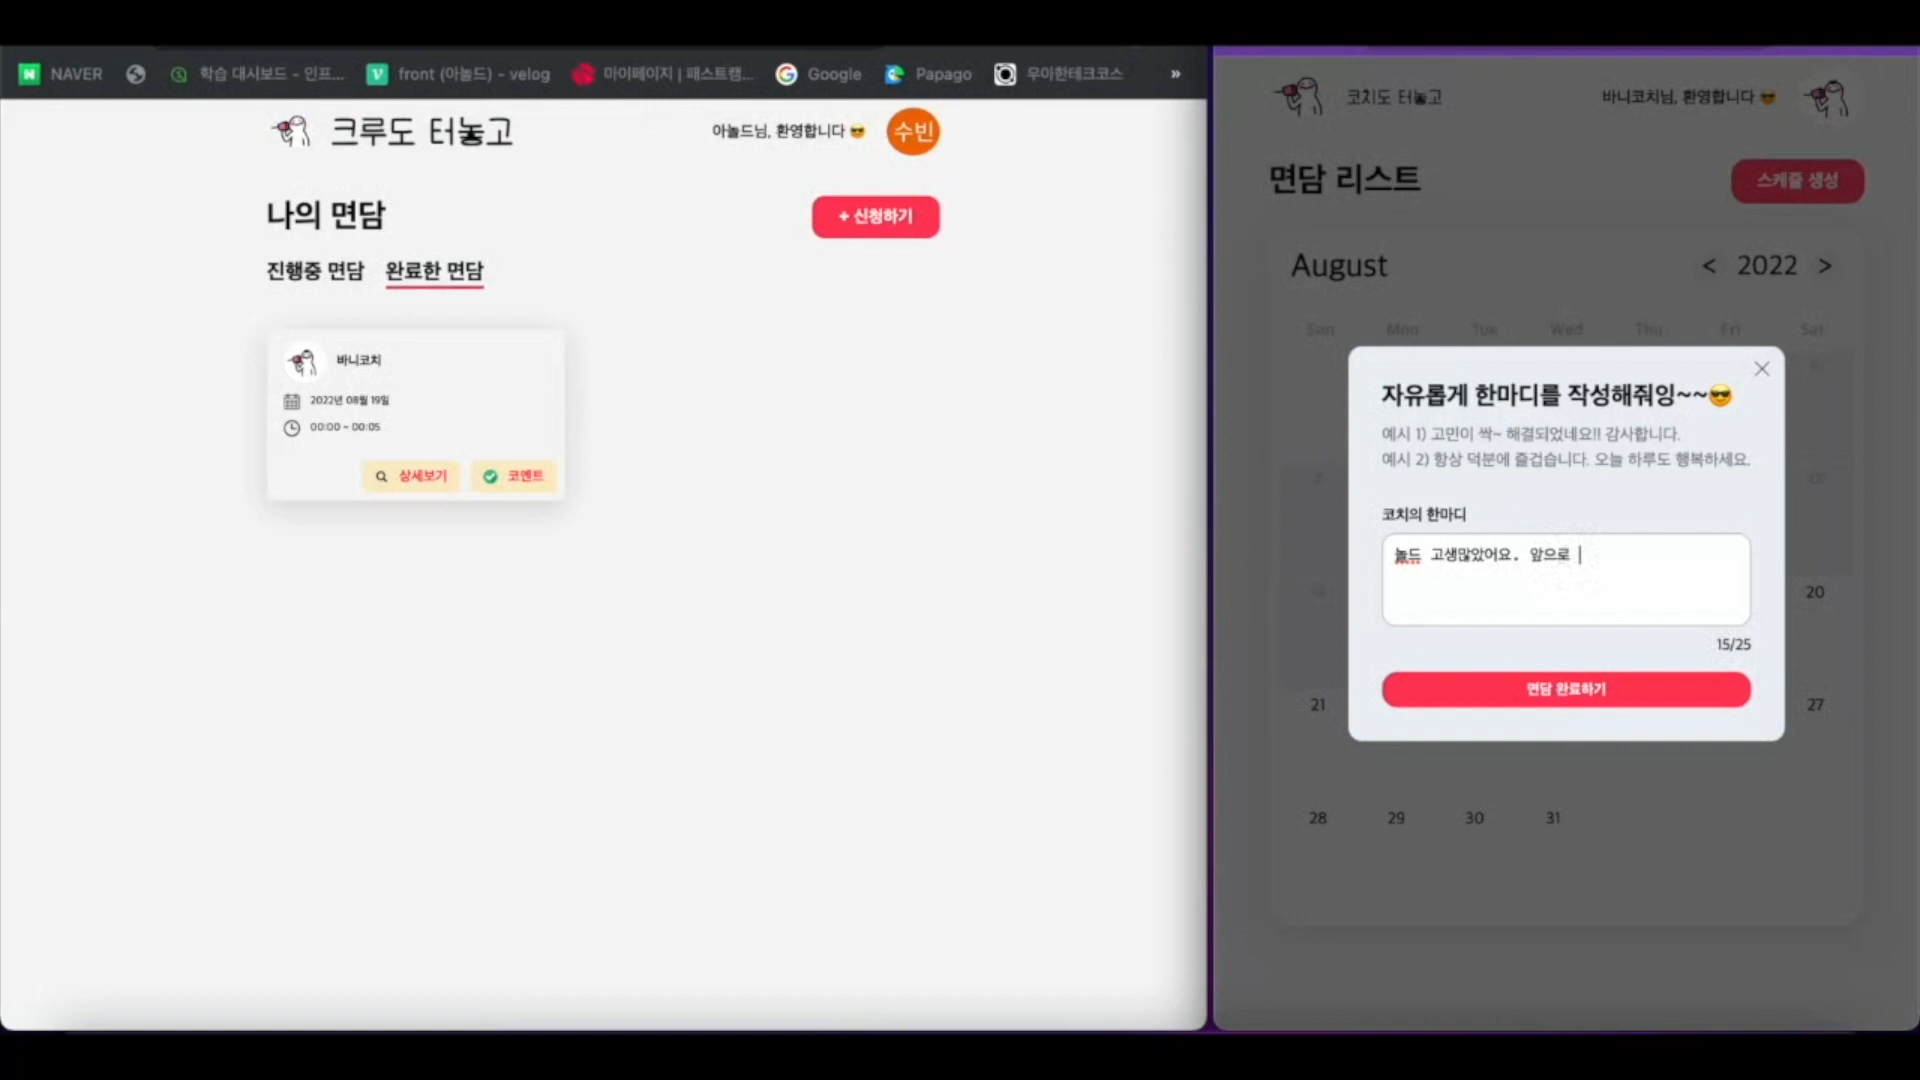 NAVER
학습 대시보드 - 인프...
front (아놀드) - velog
마이페이지 | 패스트캠...
Google
Papago
우아한테크코스
»
크루도 터놓고
아놀드님, 환영합니다 😎
수빈
나의 면담
+ 신청하기
진행중 면담 완료한 면담
바니코치
2022년 08월 19일
00:00 ~ 00:05
상세보기
코멘트
코치도 터놓고
바니코치님, 환영합니다 😎
면담 리스트
스케줄 생성
August
< 2022 >
Sun Mon Tue Wed Thu Fri Sat
자유롭게 한마디를 작성해줘잉~~😎
예시 1) 고민이 싹~ 해결되었네요!! 감사합니다.
예시 2) 항상 덕분에 즐겁습니다. 오늘 하루도 행복하세요.
코치의 한마디
놀드 고생많았어요. 앞으로
15/25
면담 완료하기
20
21
27
28 29 30 31